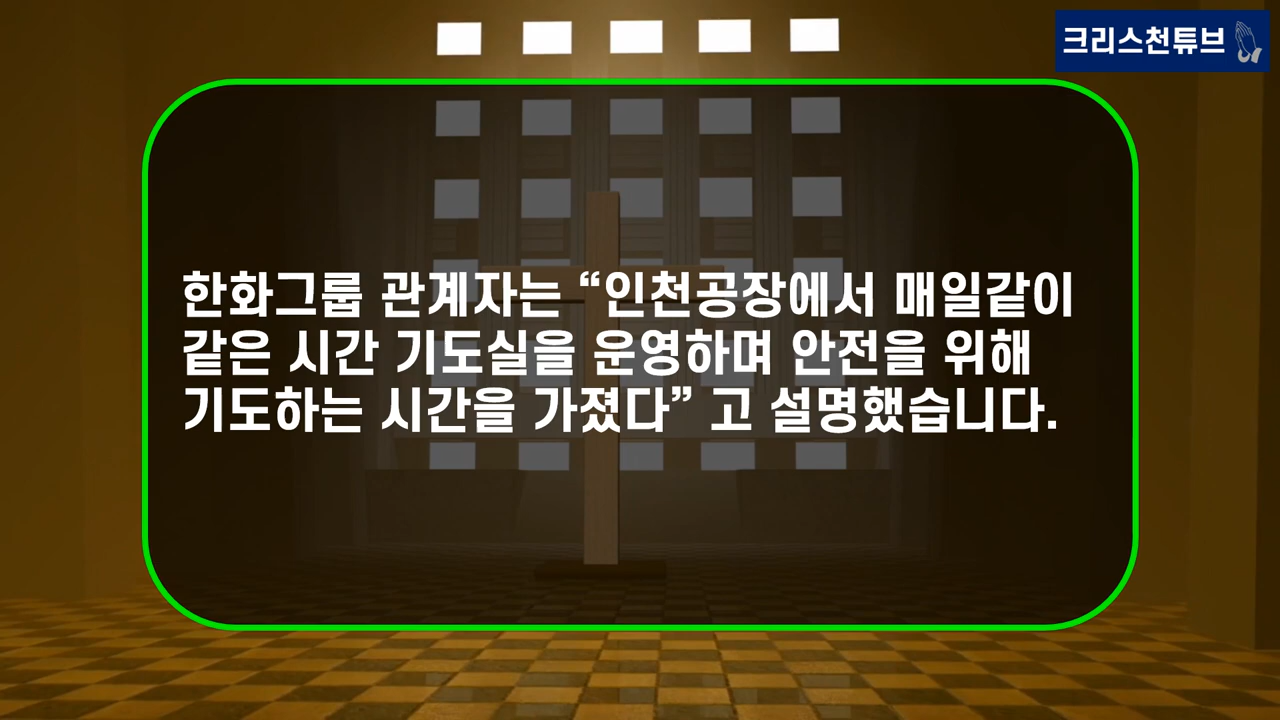 크리스천튜브
한화그룹 관계자는 “인천공장에서 매일같이
같은 시간 기도실을 운영하며 안전을 위해
기도하는 시간을 가졌다” 고 설명했습니다.